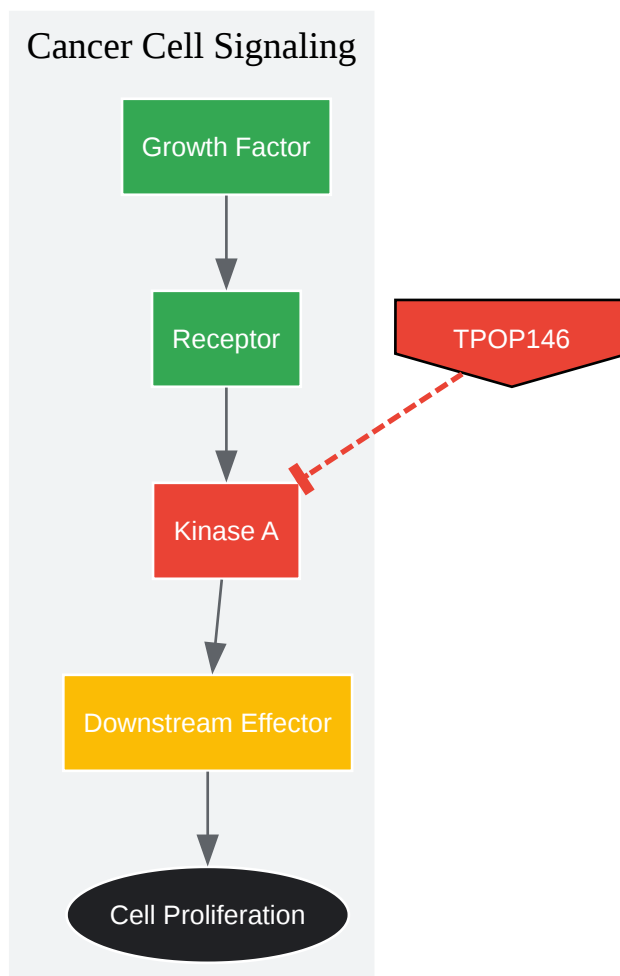 Cancer Cell Signaling
Growth Factor
Receptor
TPOP146
Kinase A
Downstream Effector
Cell Proliferation